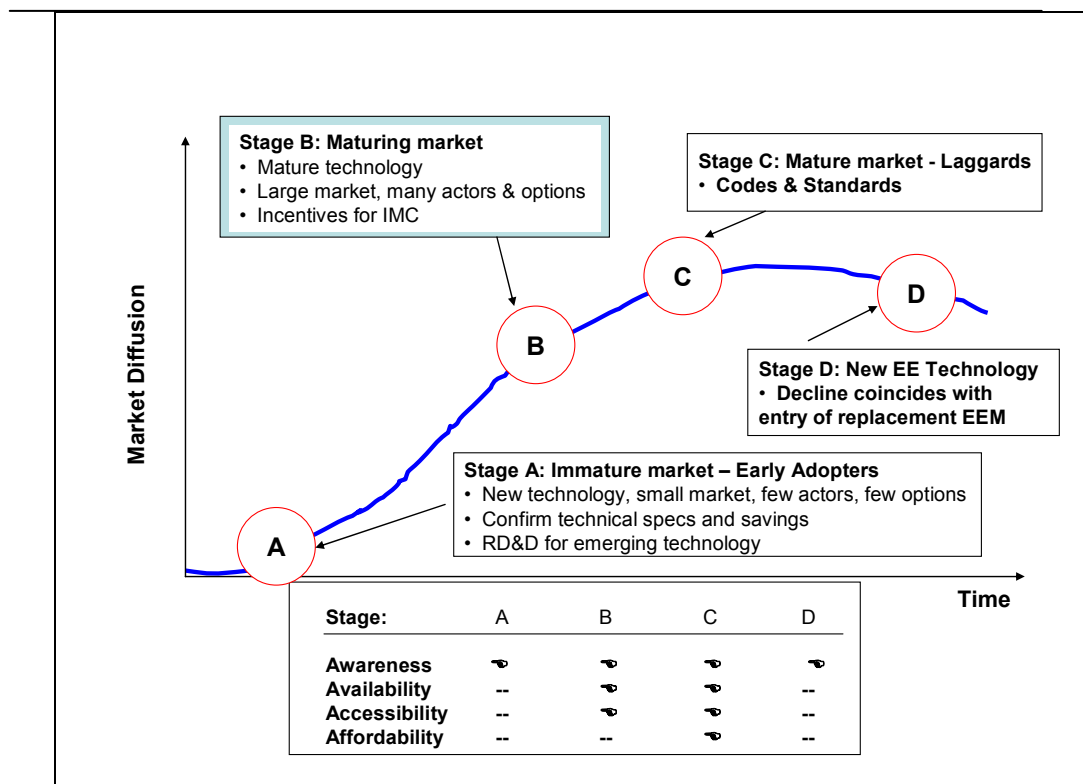 Stage B: Maturing market
• Mature technology
• Large market, many actors & options
• Incentives for IMC
Stage C: Mature market - Laggards
• Codes & Standards
Market Diffusion
C
D
B
Stage D: New EE Technology
• Decline coincides with
entry of replacement EEM
Stage A: Immature market – Early Adopters
• New technology, small market, few actors, few options
• Confirm technical specs and savings
• RD&D for emerging technology
A
Time
Stage: A B C D
Awareness ☜ ☜ ☜ ☜
Availability -- ☜ ☜ --
Accessibility -- ☜ ☜ --
Affordability -- -- ☜ --